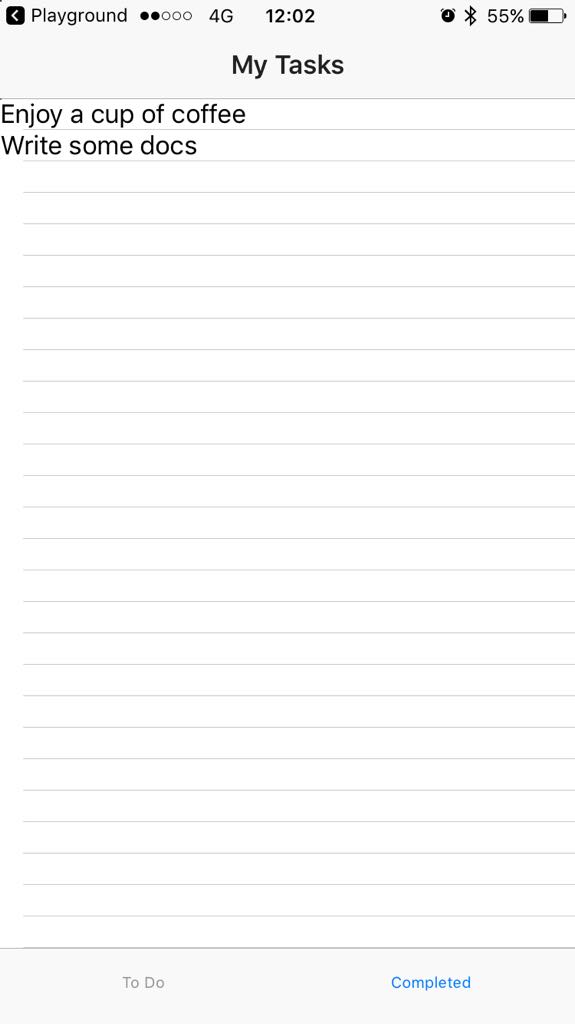 Playground 4G 12:02 55%
My Tasks
Enjoy a cup of coffee
Write some docs
To Do Completed